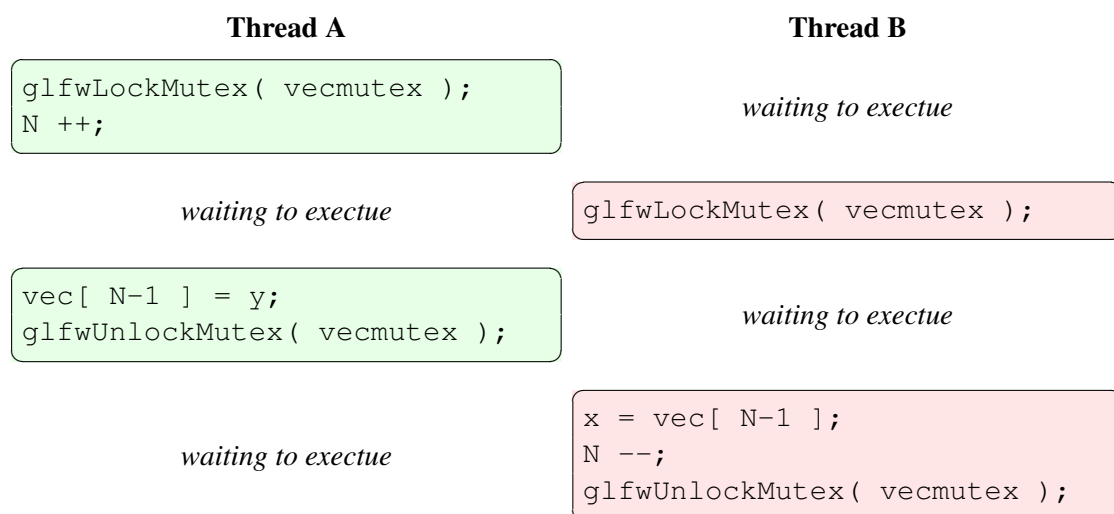 Thread A
Thread B
glfwLockMutex( vecmutex );
N ++;
waiting to exectue
waiting to exectue
glfwLockMutex( vecmutex );
vec[ N-1 ] = y;
glfwUnlockMutex( vecmutex );
waiting to exectue
waiting to exectue
x = vec[ N-1 ];
N --;
glfwUnlockMutex( vecmutex );